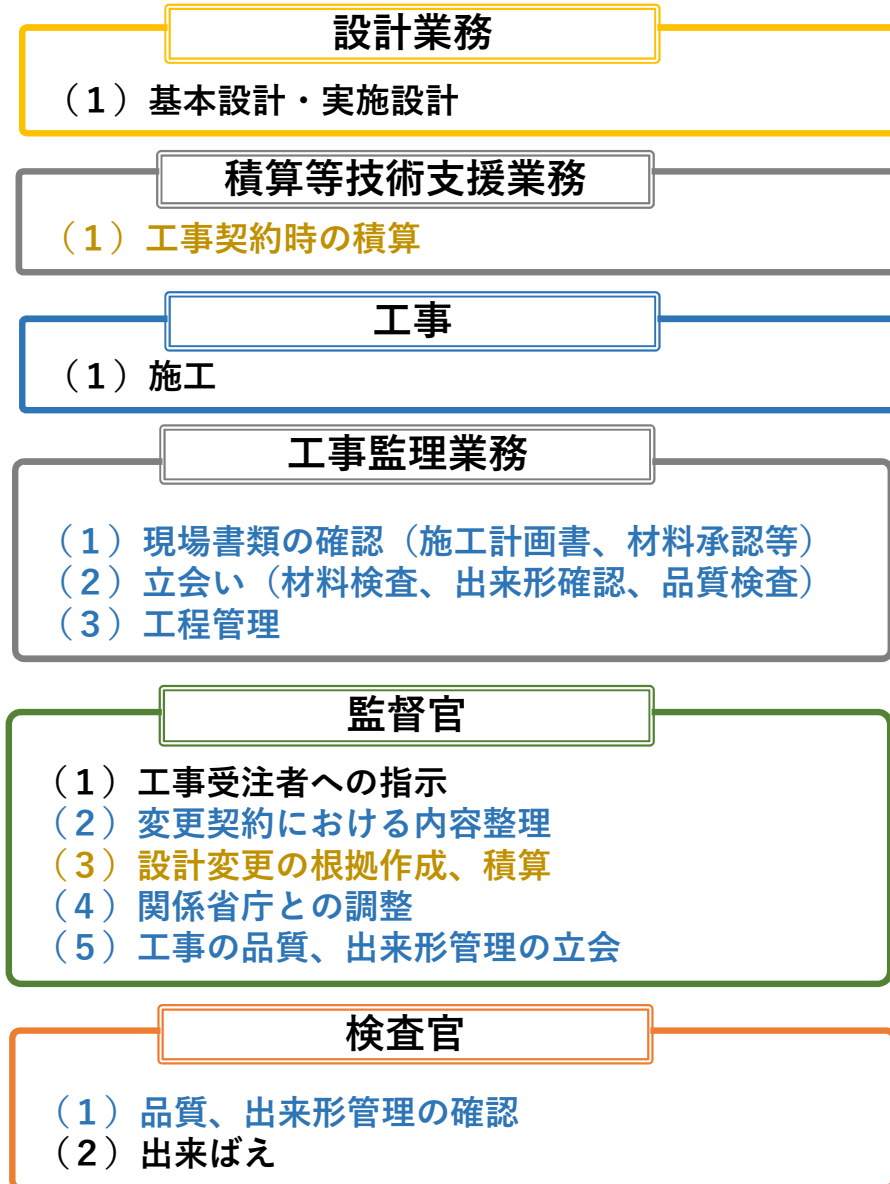 設計業務
（１）基本設計・実施設計
積算等技術支援業務
（１）工事契約時の積算
工事
（１）施工
工事監理業務
（１）現場書類の確認（施工計画書、材料承認等）
（２）立会い（材料検査、出来形確認、品質検査）
（３）工程管理
監督官
（１）工事受注者への指示
（２）変更契約における内容整理
（３）設計変更の根拠作成、積算
（４）関係省庁との調整
（５）工事の品質、出来形管理の立会
検査官
（１）品質、出来形管理の確認
（２）出来ばえ